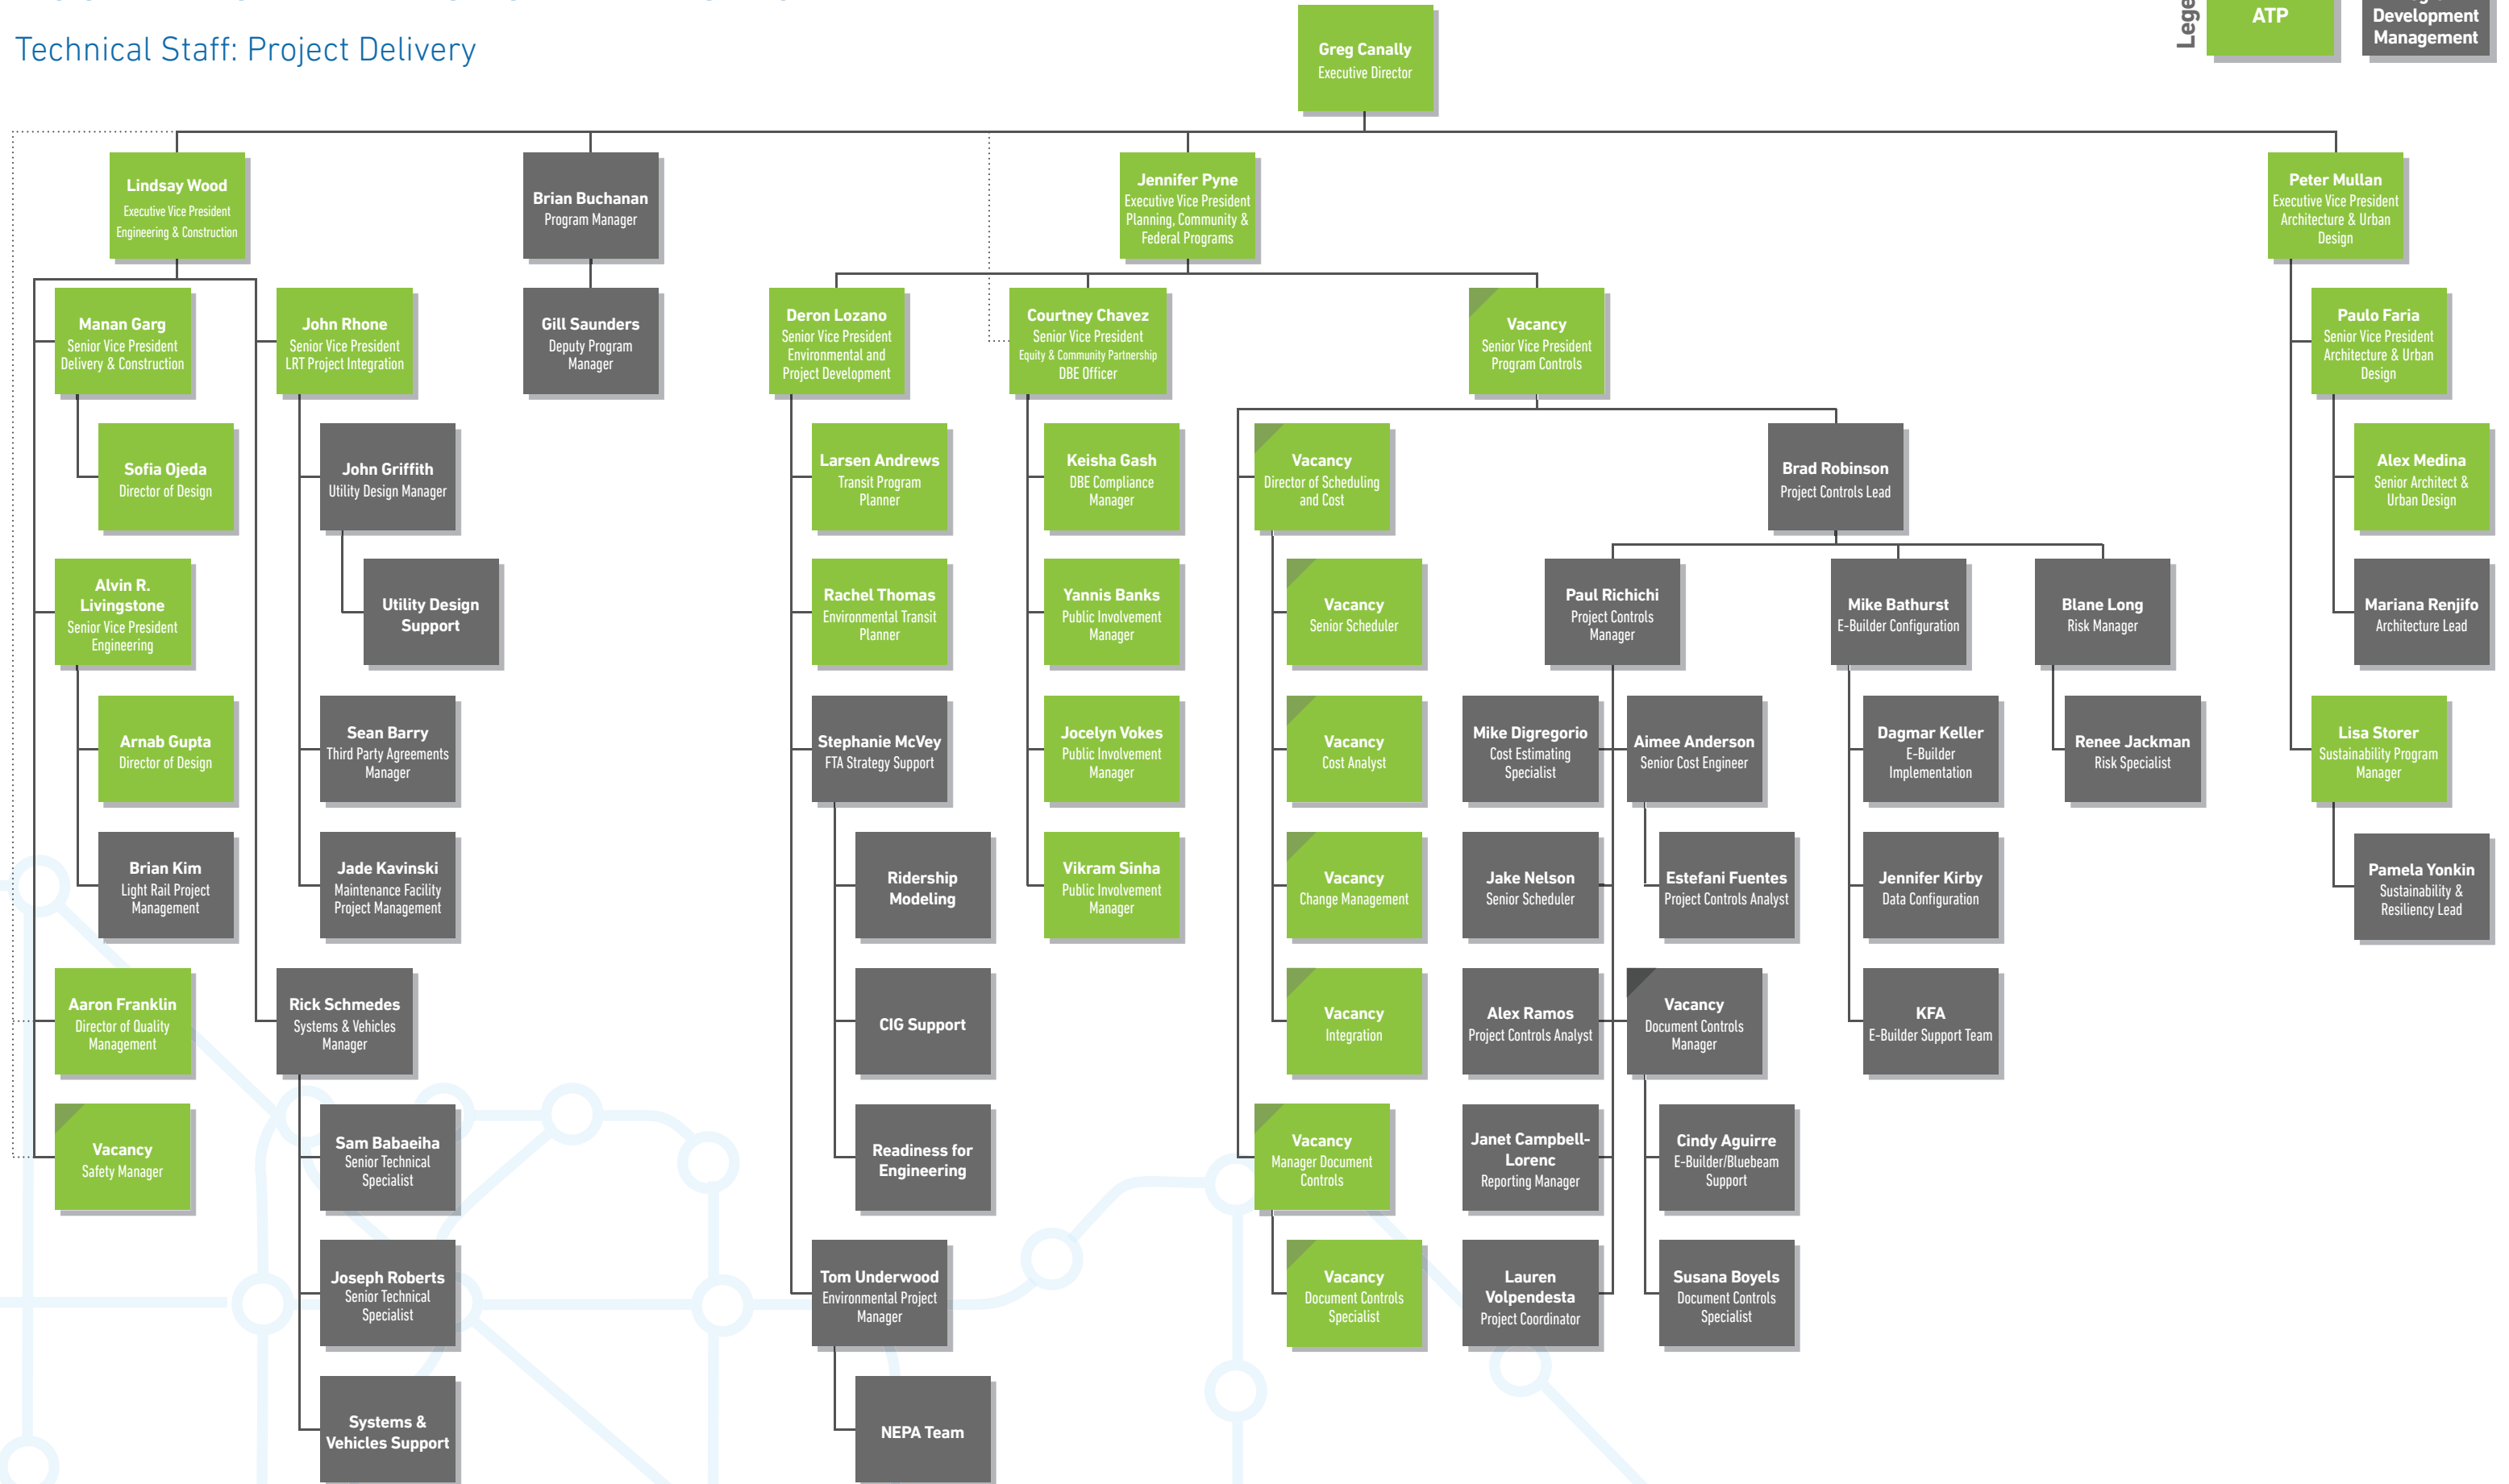 Technical Staff: Project Delivery
ATP
Development
Management
Greg Canally
Executive Director
Lindsay Wood
Executive Vice President
Engineering & Construction
Brian Buchanan
Program Manager
Jennifer Pyne
Executive Vice President
Planning, Community &
Federal Programs
Peter Mullan
Executive Vice President
Architecture & Urban
Design
Manan Garg
Senior Vice President
Delivery & Construction
John Rhone
Senior Vice President
LRT Project Integration
Gill Saunders
Deputy Program
Manager
Deron Lozano
Senior Vice President
Environmental and
Project Development
Courtney Chavez
Senior Vice President
Equity & Community Partnership
DBE Officer
Vacancy
Senior Vice President
Program Controls
Paulo Faria
Senior Vice President
Architecture & Urban
Design
Sofia Ojeda
Director of Design
John Griffith
Utility Design Manager
Larsen Andrews
Transit Program
Planner
Keisha Gash
DBE Compliance
Manager
Vacancy
Director of Scheduling
and Cost
Brad Robinson
Project Controls Lead
Alex Medina
Senior Architect &
Urban Design
Alvin R.
Livingstone
Senior Vice President
Engineering
Utility Design
Support
Rachel Thomas
Environmental Transit
Planner
Yannis Banks
Public Involvement
Manager
Vacancy
Senior Scheduler
Paul Richichi
Project Controls
Manager
Mike Bathurst
E-Builder Configuration
Blane Long
Risk Manager
Mariana Renjifo
Architecture Lead
Arnab Gupta
Director of Design
Sean Barry
Third Party Agreements
Manager
Stephanie McVey
FTA Strategy Support
Jocelyn Vokes
Public Involvement
Manager
Vacancy
Cost Analyst
Mike Digregorio
Cost Estimating
Specialist
Aimee Anderson
Senior Cost Engineer
Dagmar Keller
E-Builder
Implementation
Renee Jackman
Risk Specialist
Lisa Storer
Sustainability Program
Manager
Brian Kim
Light Rail Project
Management
Jade Kavinski
Maintenance Facility
Project Management
Ridership
Modeling
Vikram Sinha
Public Involvement
Manager
Vacancy
Change Management
Jake Nelson
Senior Scheduler
Estefani Fuentes
Project Controls Analyst
Jennifer Kirby
Data Configuration
Pamela Yonkin
Sustainability &
Resiliency Lead
Aaron Franklin
Director of Quality
Management
Rick Schmedes
Systems & Vehicles
Manager
CIG Support
Vacancy
Integration
Alex Ramos
Project Controls Analyst
Vacancy
Document Controls
Manager
KFA
E-Builder Support Team
Vacancy
Safety Manager
Sam Babaeiha
Senior Technical
Specialist
Readiness for
Engineering
Vacancy
Manager Document
Controls
Janet Campbell-
Lorenc
Reporting Manager
Cindy Aguirre
E-Builder/Bluebeam
Support
Joseph Roberts
Senior Technical
Specialist
Tom Underwood
Environmental Project
Manager
Vacancy
Document Controls
Specialist
Lauren
Volpendesta
Project Coordinator
Susana Boyels
Document Controls
Specialist
Systems &
Vehicles Support
NEPA Team